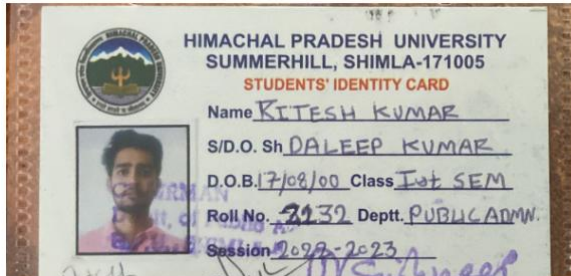 HIMACHAL PRADESH UNIVERSITY
SUMMERHILL, SHIMLA-171005
STUDENTS' IDENTITY CARD
Name RITESH KUMAR
S/D.O. Sh DALEEP KUMAR
D.O.B. 17/08/00 Class Ist SEM
Roll No. 3232 Deptt. PUBLIC ADMN.
Session 2022-2023